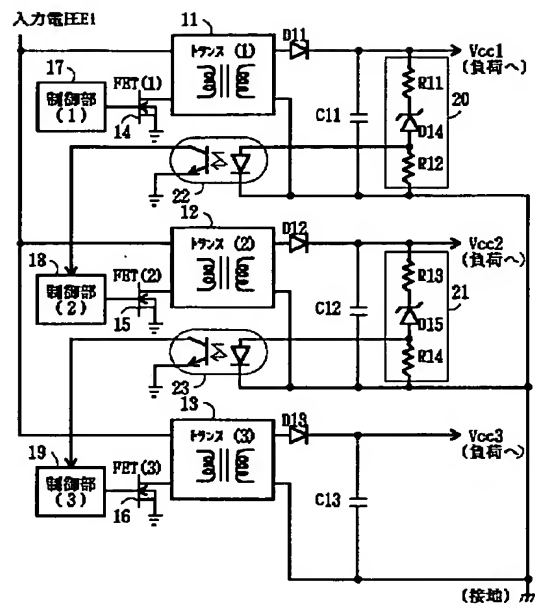 入力電圧E1
11
トランス (1)
D11
Vcc1
(負荷へ)
17
制御部
(1)
FET(1)
14
C11
R11
D14
R12
20
22
12
トランス (2)
D12
Vcc2
(負荷へ)
18
制御部
(2)
FET(2)
15
C12
R13
D15
R14
21
23
13
トランス (3)
D13
Vcc3
(負荷へ)
19
制御部
(3)
FET(3)
16
C13
(接地)